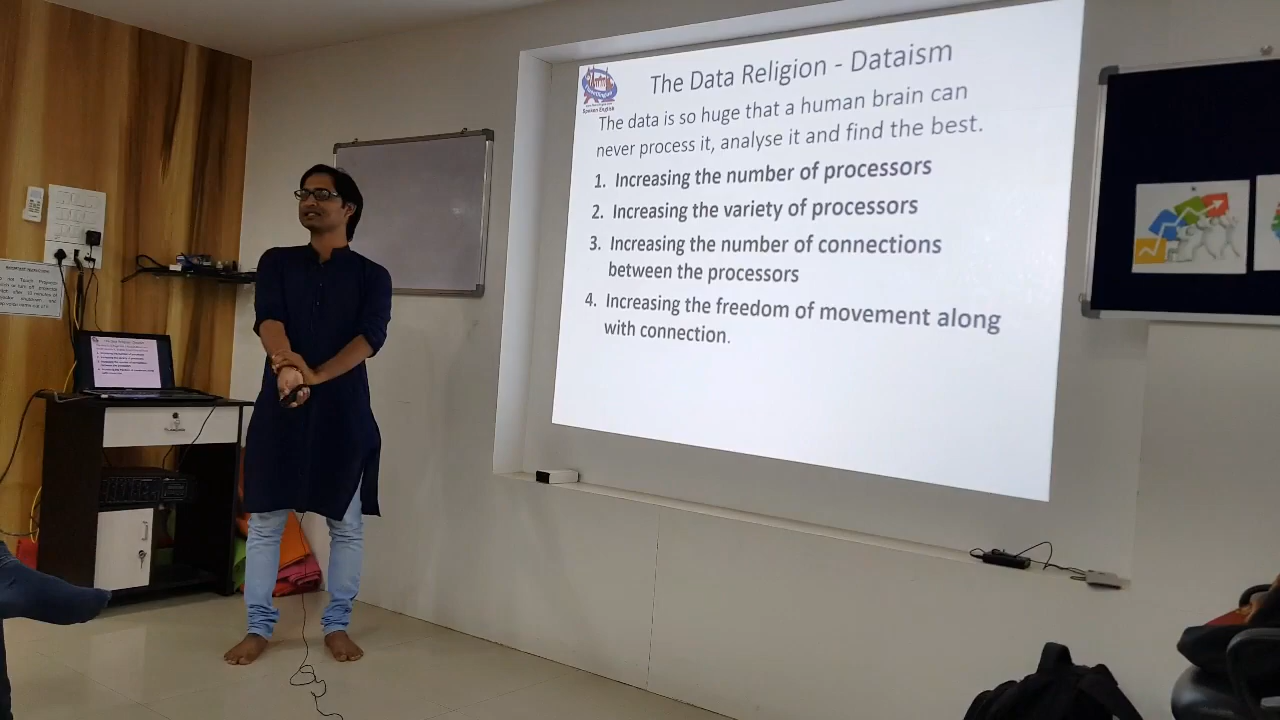 The Data Religion - Dataism
The data is so huge that a human brain can
never process it, analyse it and find the best.
1. Increasing the number of processors
2. Increasing the variety of processors
3. Increasing the number of connections
between the processors
4. Increasing the freedom of movement along
with connection.
Spoken English